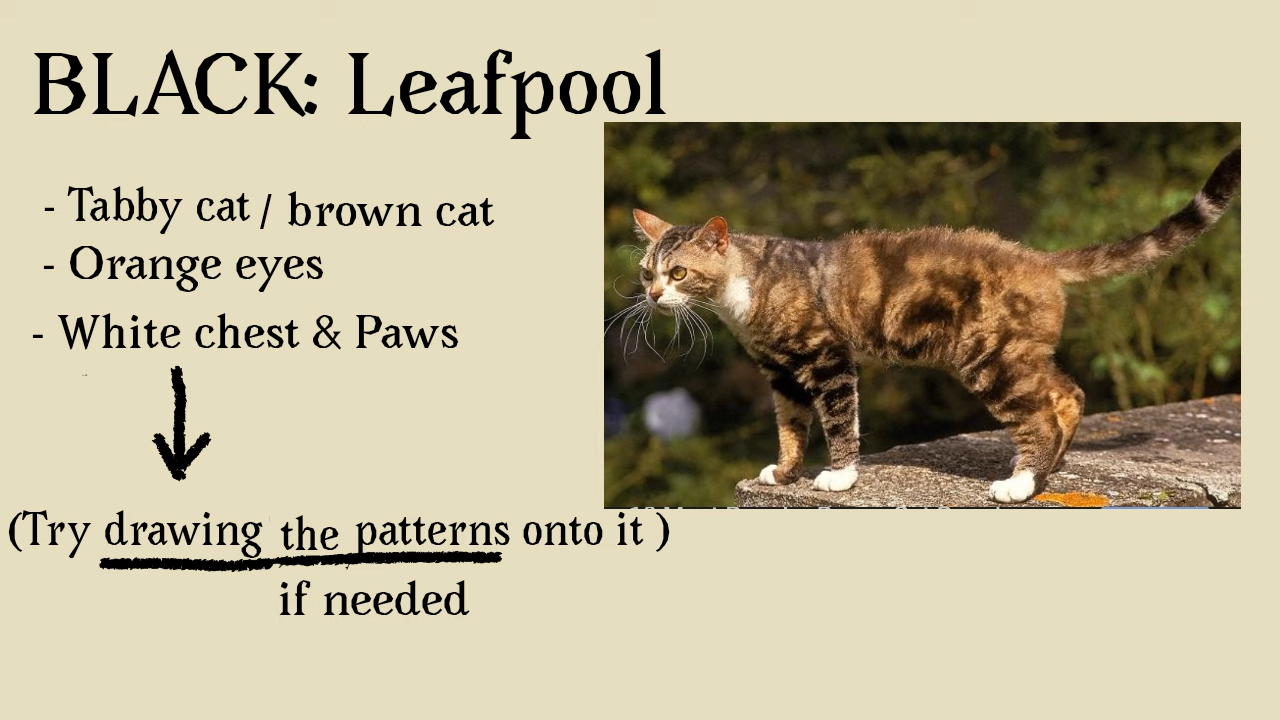 BLACK: Leafpool
- Tabby cat / brown cat
- Orange eyes
- White chest & Paws
(Try drawing the patterns onto it )
if needed